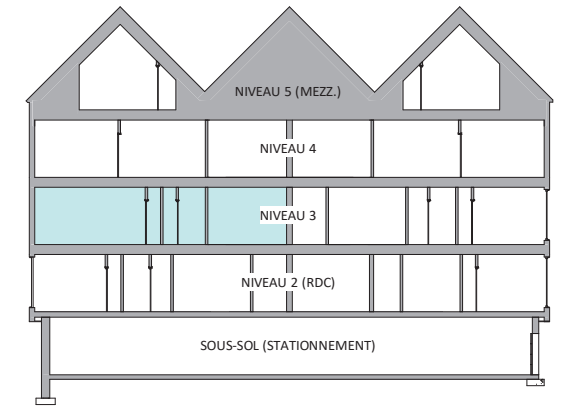 NIVEAU 5 (MEZZ.)
NIVEAU 4
NIVEAU 3
NIVEAU 2 (RDC)
SOUS-SOL (STATIONNEMENT)